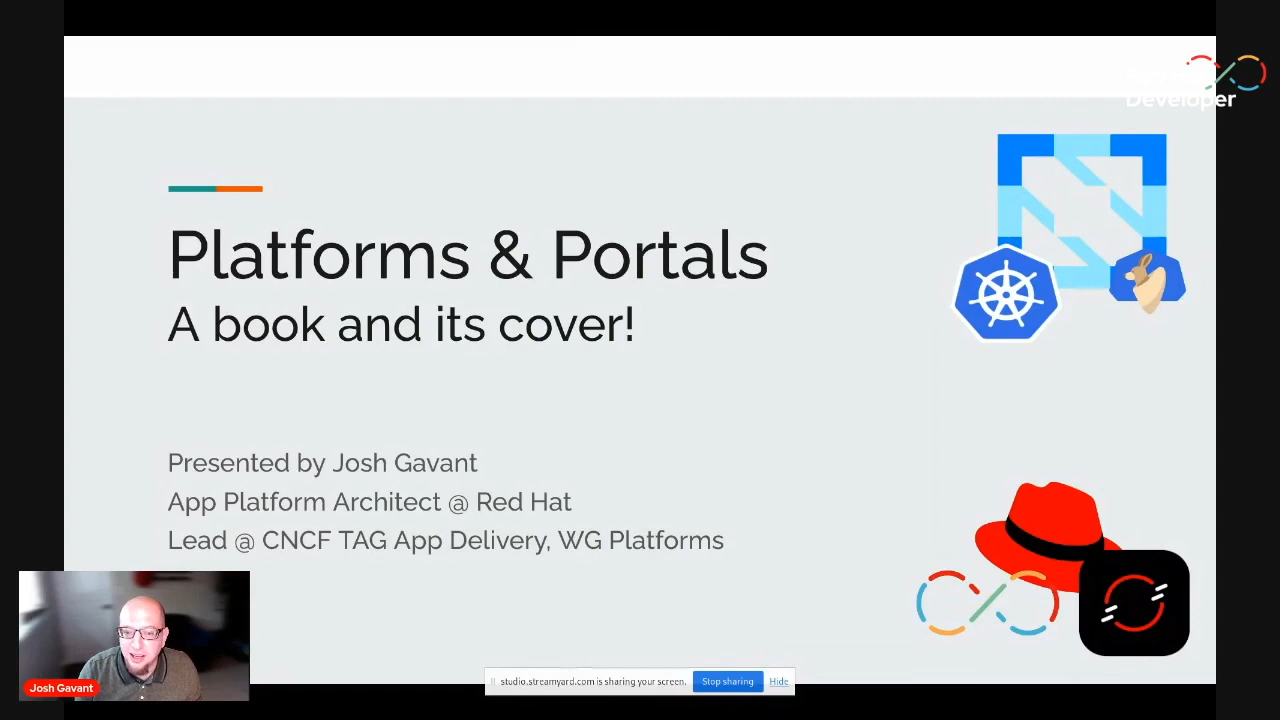 Developer
Platforms & Portals
A book and its cover!
Presented by Josh Gavant
App Platform Architect @ Red Hat
Lead @ CNCF TAG App Delivery, WG Platforms
Josh Gavant
studio.streamyard.com is sharing your screen.
Stop sharing
Hide